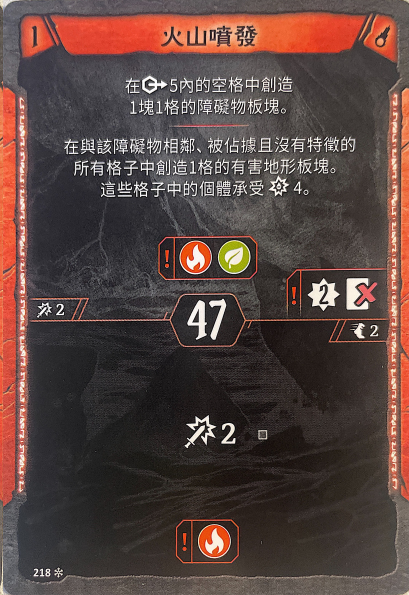 1 火山噴發
在 5內的空格中創造
1塊1格的障礙物板塊。
在與該障礙物相鄰、被佔據且沒有特徵的
所有格子中創造1格的有害地形板塊。
這些格子中的個體承受 4。
! 
! 2
2
47
2
2
!
218